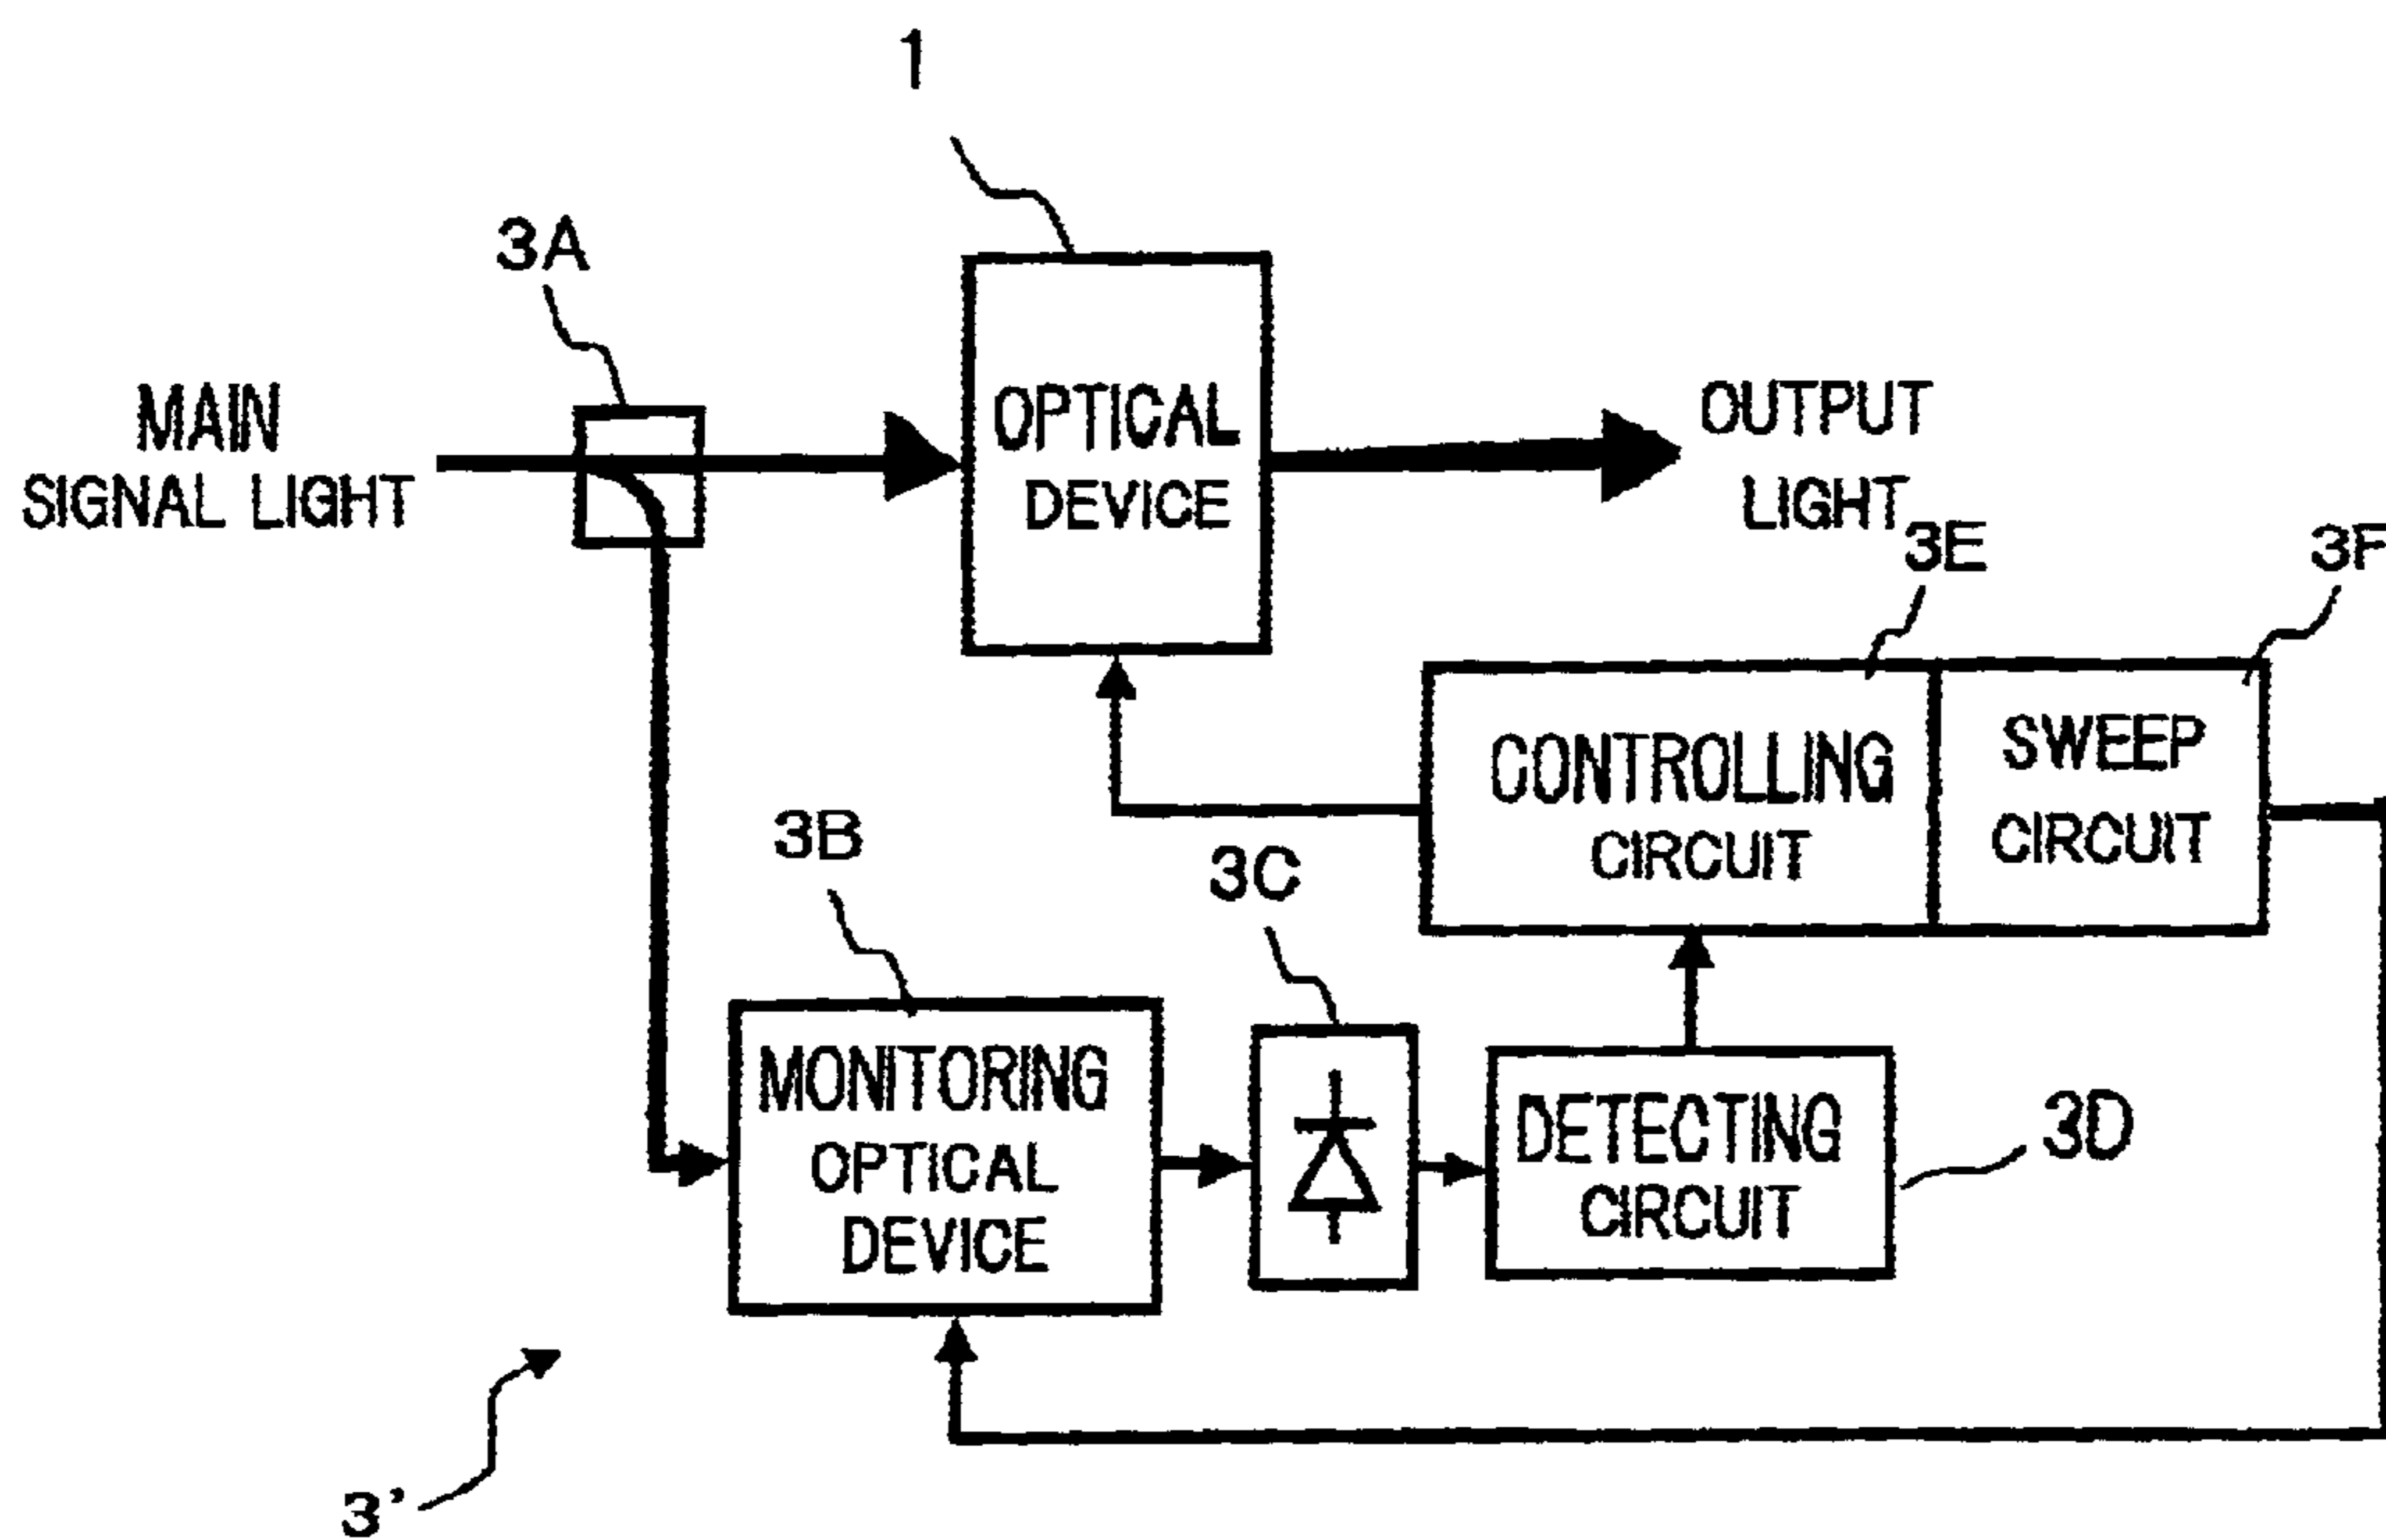 1
3A
MAIN
SIGNAL LIGHT
OPTICAL
DEVICE
OUTPUT
LIGHT
3E
3F
CONTROLLING
CIRCUIT
SWEEP
CIRCUIT
3B
3C
MONITORING
OPTICAL
DEVICE
DETECTING
CIRCUIT
3D
3'